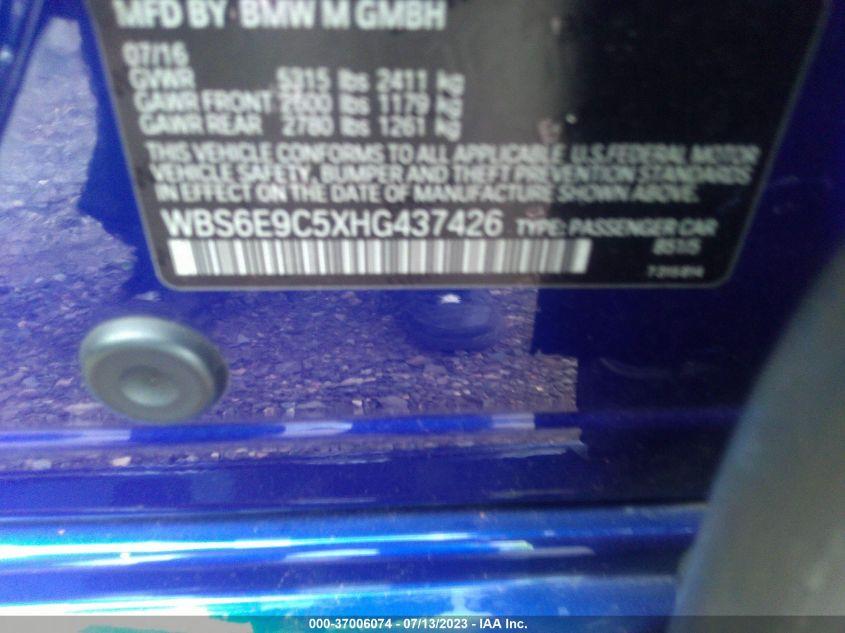 MFD BY BMW M GMBH
07/16
GVWR 5315 lbs 2411 kg
GAWR FRONT 2600 lbs 1179 kg
GAWR REAR 2780 lbs 1261 kg
THIS VEHICLE CONFORMS TO ALL APPLICABLE U.S. FEDERAL MOTOR
VEHICLE SAFETY, BUMPER AND THEFT PREVENTION STANDARDS
IN EFFECT ON THE DATE OF MANUFACTURE SHOWN ABOVE.
WBS6E9C5XHG437426 TYPE: PASSENGER CAR
000-37006074 - 07/13/2023 - IAA Inc.